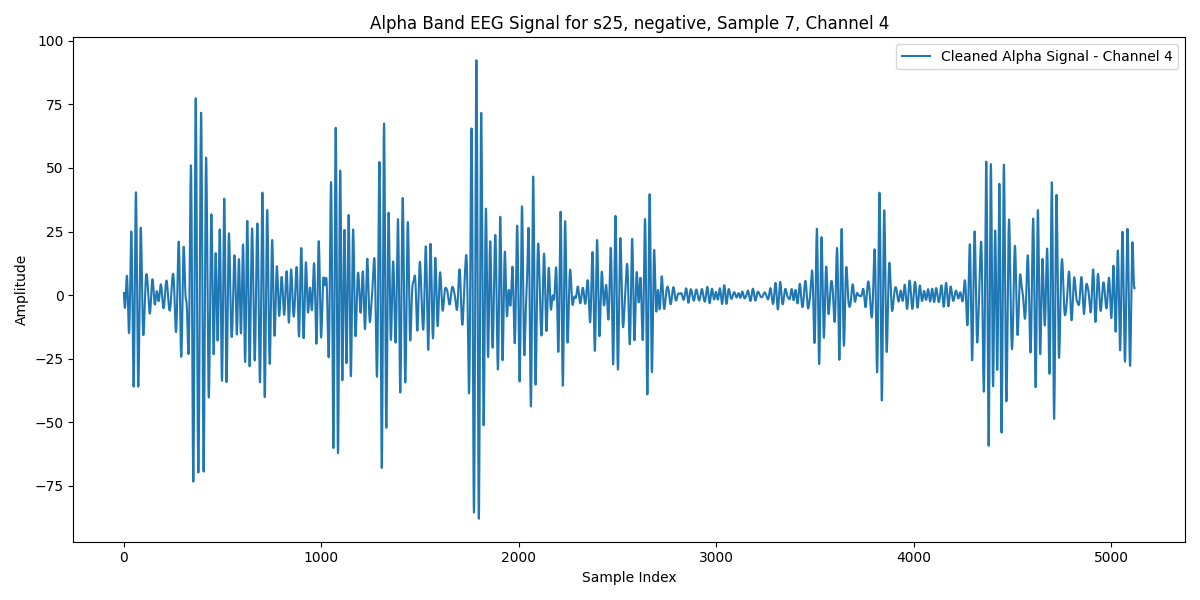 Alpha Band EEG Signal for s25, negative, Sample 7, Channel 4
Cleaned Alpha Signal - Channel 4
Amplitude
100
75
50
25
0
−25
−50
−75
0 1000 2000 3000 4000 5000
Sample Index